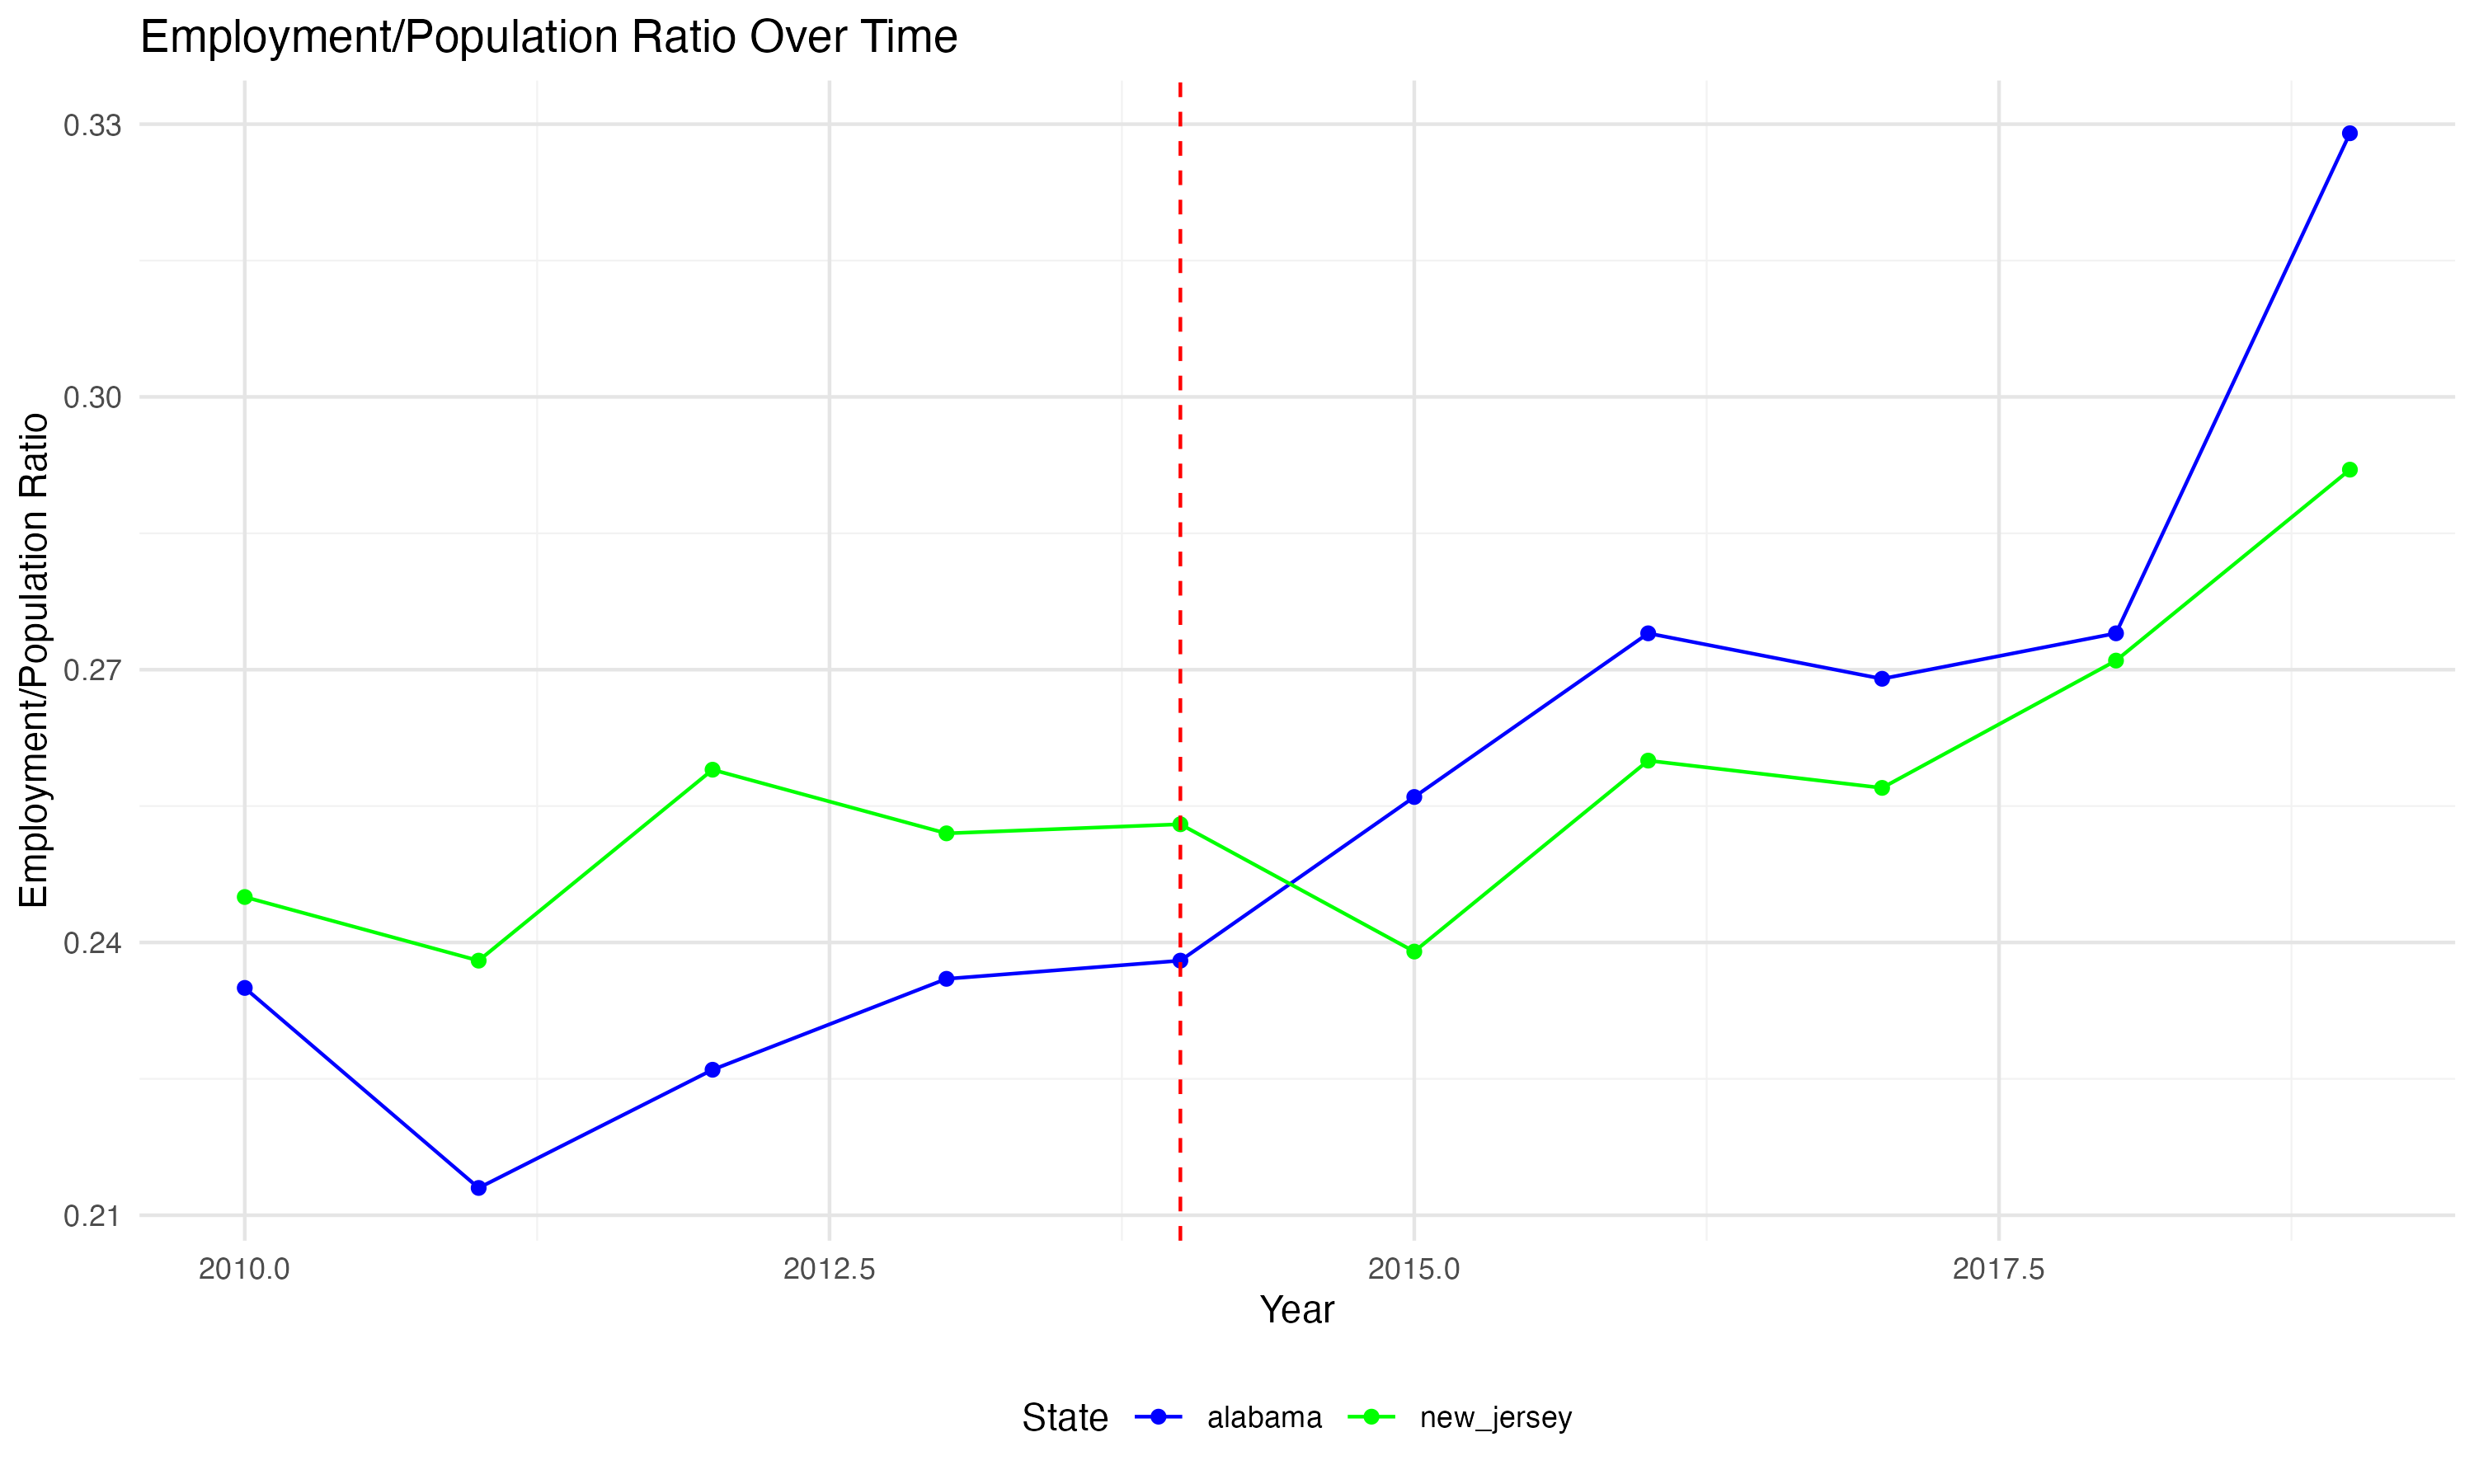 Employment/Population Ratio Over Time
Employment/Population Ratio
0.33
0.30
0.27
0.24
0.21
2010.0 2012.5 2015.0 2017.5
Year
State alabama new_jersey